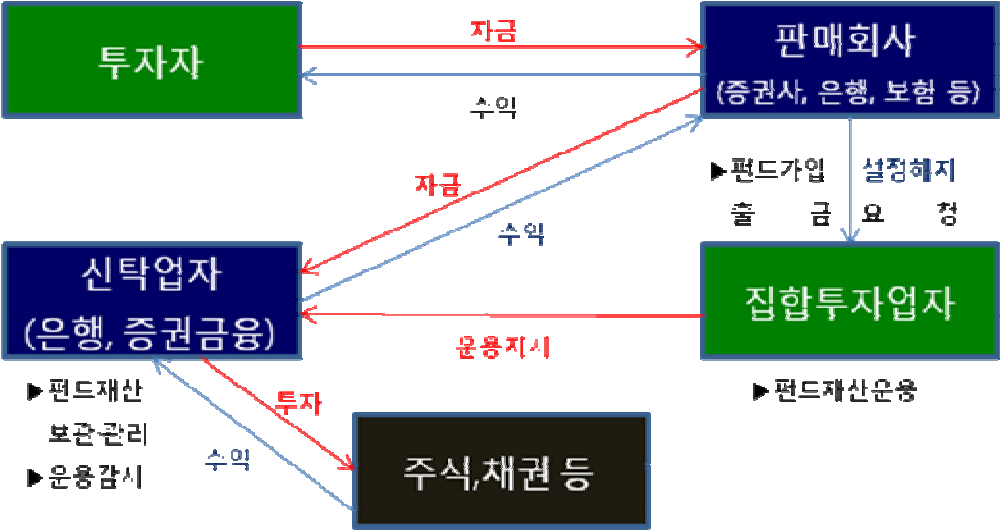 투자자
자금
수익
판매회사
(증권사, 은행, 보험 등)
▶펀드가입 설정해지
출 금 요 청
자금
수익
신탁업자
(은행, 증권금융)
집합투자업자
운용지시
▶펀드재산
보관·관리
▶운용감시
▶펀드재산운용
투자
수익
주식,채권 등